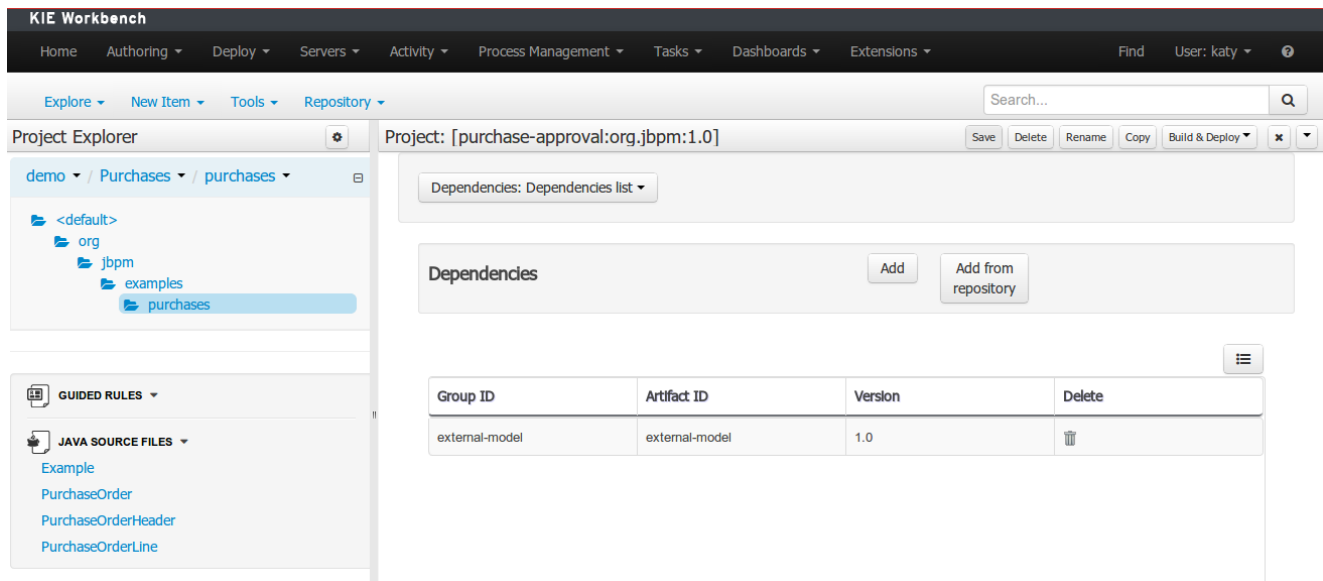 KIE Workbench
Home Authoring Deploy Servers Activity Process Management Tasks Dashboards Extensions Find User: katy
Explore New Item Tools Repository Search...
Project Explorer
Project: [purchase-approval:org.jbpm:1.0] Save Delete Rename Copy Build & Deploy
demo / Purchases / purchases
Dependencies: Dependencies list
<default>
org
jbpm
examples
purchases
Dependencies Add Add from repository
Group ID Artifact ID Version Delete
external-model external-model 1.0
GUIDED RULES
JAVA SOURCE FILES
Example
PurchaseOrder
PurchaseOrderHeader
PurchaseOrderLine